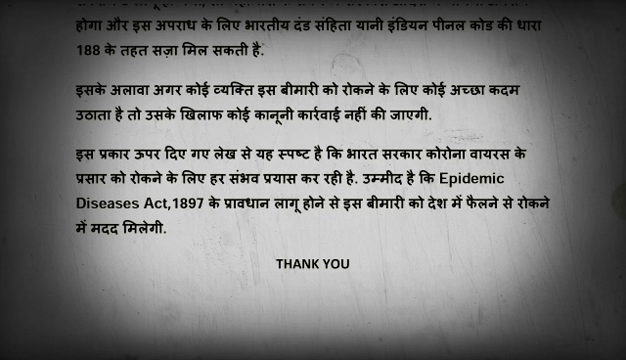 होगा और इस अपराध के लिए भारतीय दंड संहिता यानी इंडियन पीनल कोड की धारा
188 के तहत सज़ा मिल सकती है.
इसके अलावा अगर कोई व्यक्ति इस बीमारी को रोकने के लिए कोई अच्छा कदम
उठाता है तो उसके खिलाफ कोई कानूनी कार्रवाई नहीं की जाएगी.
इस प्रकार ऊपर दिए गए लेख से यह स्पष्ट है कि भारत सरकार कोरोना वायरस के
प्रसार को रोकने के लिए हर संभव प्रयास कर रही है. उम्मीद है कि Epidemic
Diseases Act,1897 के प्रावधान लागू होने से इस बीमारी को देश में फैलने से रोकने
में मदद मिलेगी.
THANK YOU